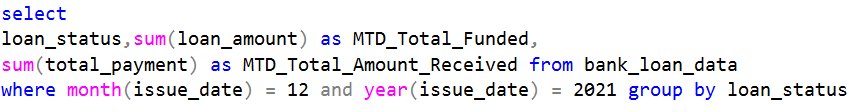 select
loan_status,sum(loan_amount) as MTD_Total_Funded,
sum(total_payment) as MTD_Total_Amount_Received from bank_loan_data
where month(issue_date) = 12 and year(issue_date) = 2021 group by loan_status